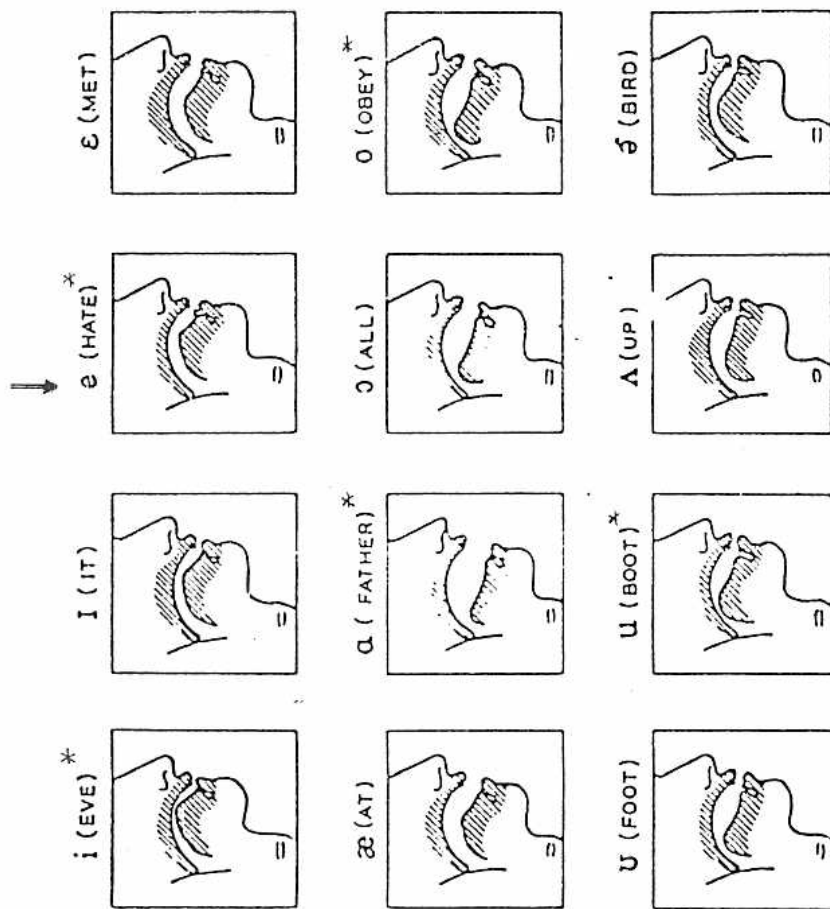 i (EVE)*
I (IT)
e (HATE)*
ɛ (MET)
æ (AT)
ɑ (FATHER)*
ɔ (ALL)
o (OBEY)*
ʊ (FOOT)
u (BOOT)*
ʌ (UP)
ɝ (BIRD)